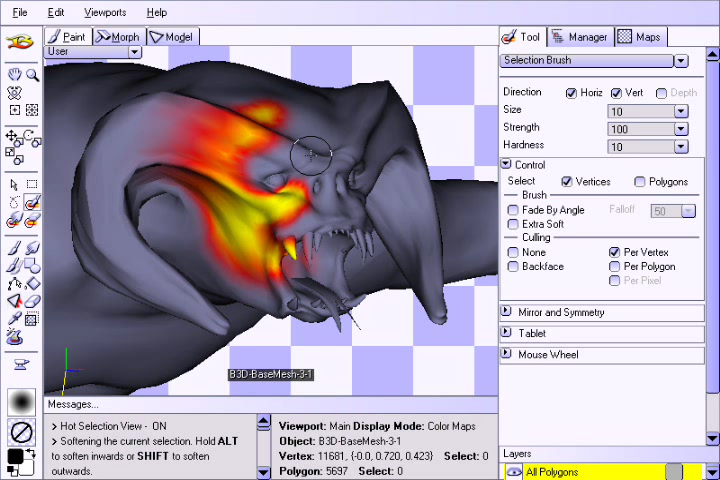 File Edit Viewports Help
Paint Morph Model
User
Tool Manager Maps
Selection Brush
Direction Horiz Vert Depth
Size 10
Strength 100
Hardness 10
Control
Select Vertices Polygons
Brush
Fade By Angle Falloff 50
Extra Soft
Culling
None Per Vertex
Backface Per Polygon
Per Pixel
Mirror and Symmetry
Tablet
Mouse Wheel
B3D-BaseMesh-3-1
Messages...
> Hot Selection View - ON
> Softening the current selection. Hold ALT
to soften inwards or SHIFT to soften
outwards.
Viewport: Main Display Mode: Color Maps
Object: B3D-BaseMesh-3-1
Vertex: 11681, {-0.0, 0.720, 0.423} Select: 0
Polygon: 5697 Select: 0
Layers
All Polygons